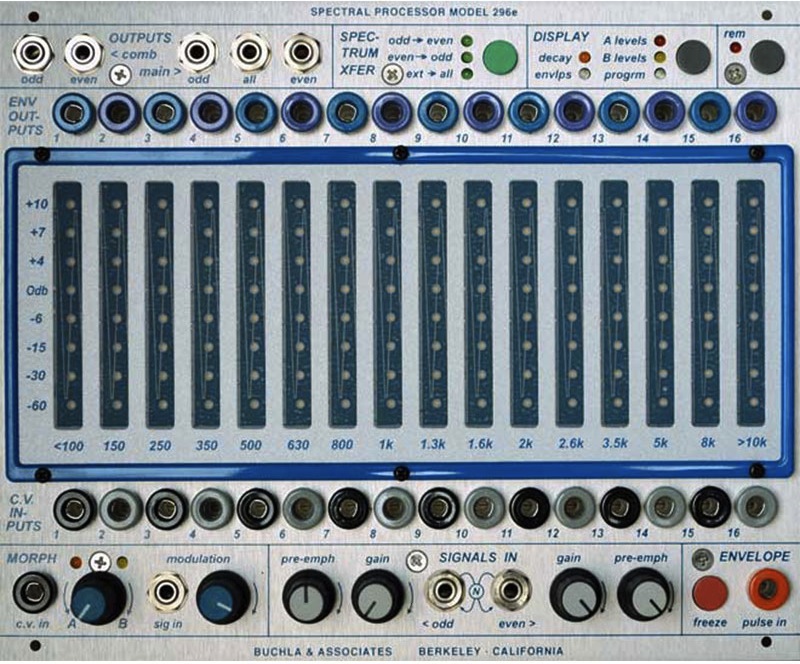 SPECTRAL PROCESSOR MODEL 296e
OUTPUTS
< comb
main >
odd
even
odd
all
even
SPEC-
TRUM
XFER
odd → even
even → odd
ext → all
DISPLAY
decay
envlps
A levels
B levels
progrm
rem
ENV
OUT-
PUTS
1 2 3 4 5 6 7 8 9 10 11 12 13 14 15 16
+10
+7
+4
0db
-6
-15
-30
-60
<100 150 250 350 500 630 800 1k 1.3k 1.6k 2k 2.6k 3.5k 5k 8k >10k
C.V.
IN-
PUTS
1 2 3 4 5 6 7 8 9 10 11 12 13 14 15 16
MORPH
c.v. in
A
B
modulation
sig in
pre-emph
gain
SIGNALS IN
N
< odd
even >
gain
pre-emph
ENVELOPE
freeze
pulse in
BUCHLA & ASSOCIATES BERKELEY · CALIFORNIA